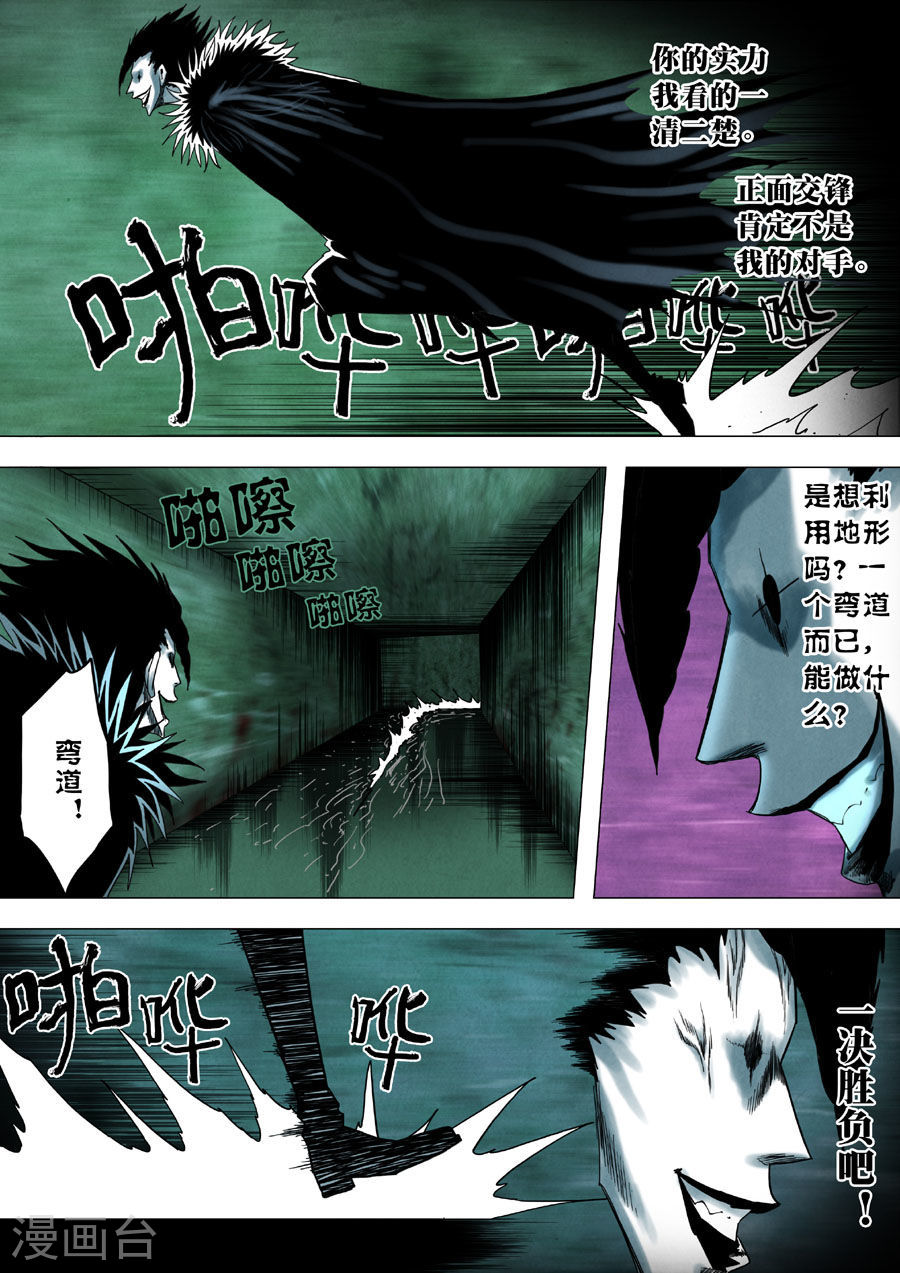 你的实力
我看的一
清二楚。
正面交锋
肯定不是
我的对手。
啪哗哗啪哗哗
啪嚓
啪嚓
啪嚓
弯道！
是想利
用地形
吗？一
个弯道
而已，
能做什
么？
啪哗 哗
一决胜负吧！
漫画台